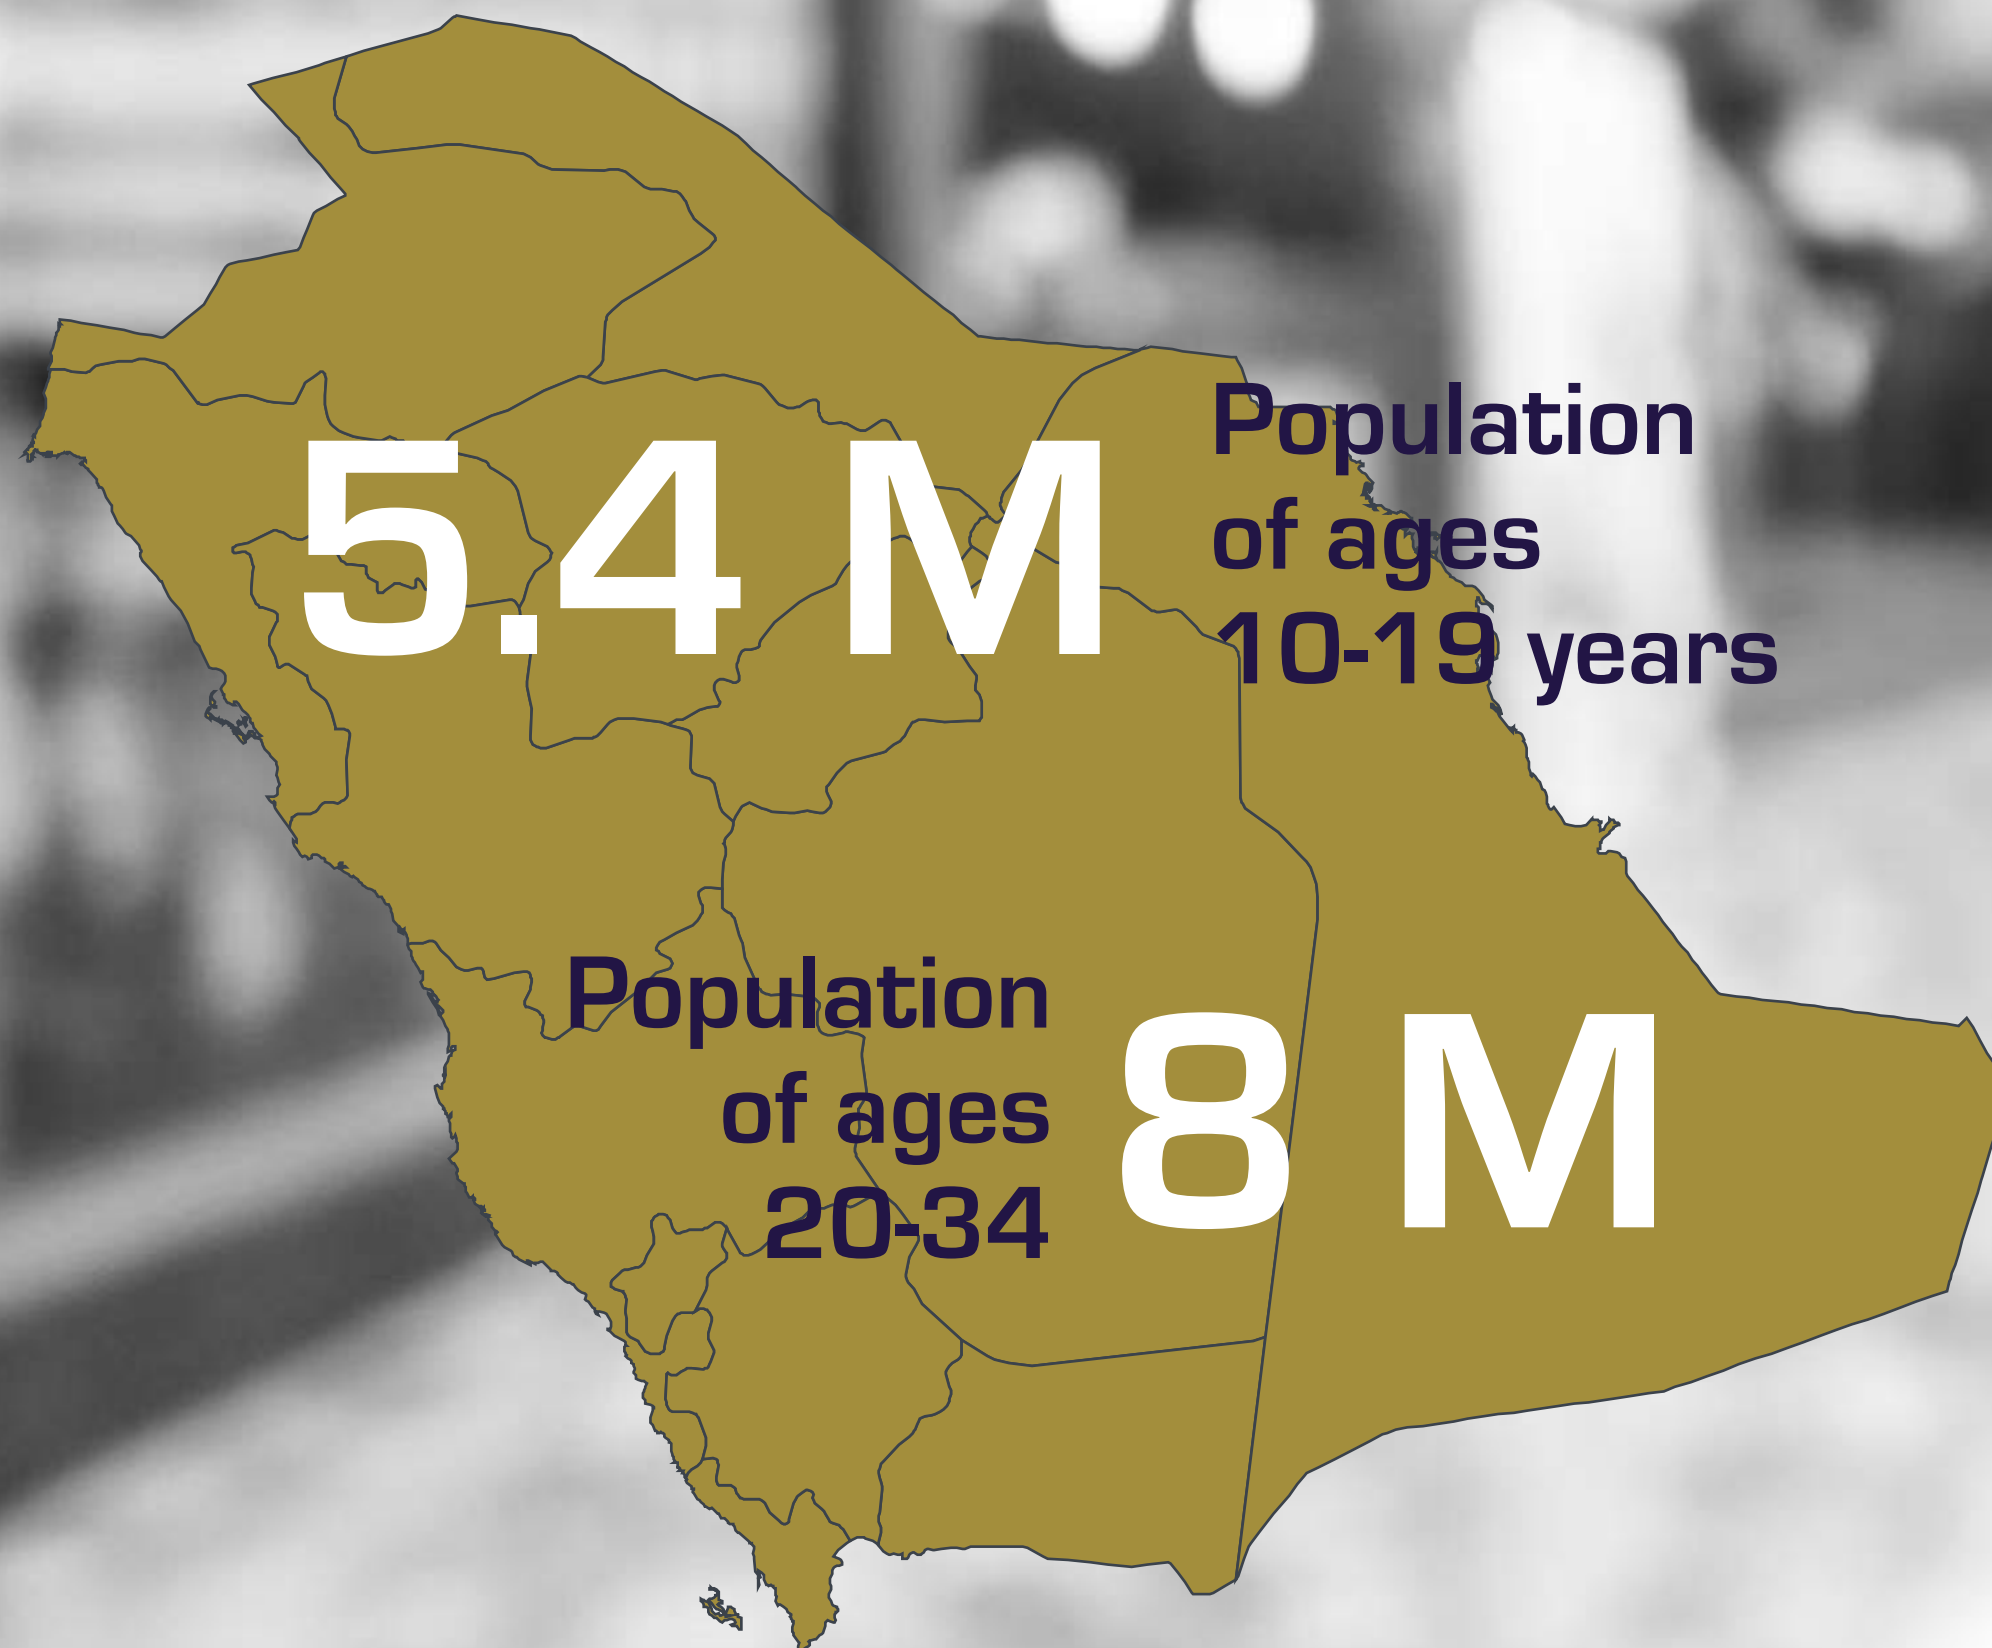 5.4 M
Population
of ages
10-19 years
Population
of ages
20-34
8 M